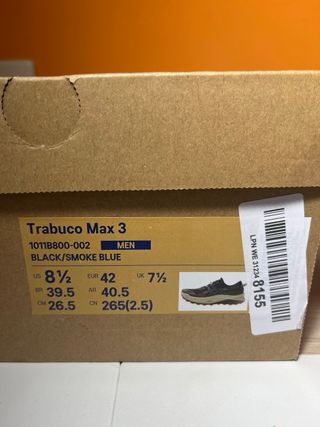 Trabuco Max 3
1011B800-002 MEN
BLACK/SMOKE BLUE
US 8½ EUR 42 UK 7½
BR 39.5 AR 40.5
CM 26.5 CN 265(2.5)
LPN WE 31234 8155